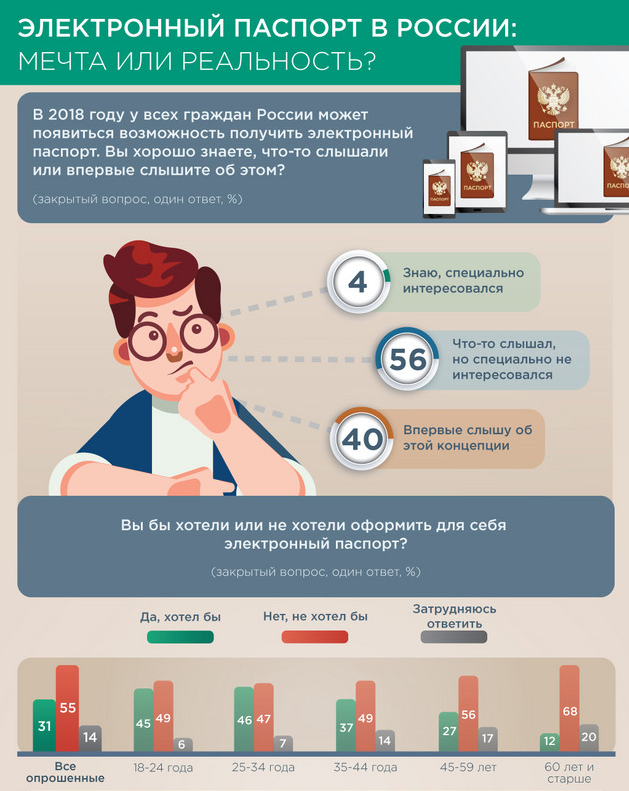 ЭЛЕКТРОННЫЙ ПАСПОРТ В РОССИИ:
МЕЧТА ИЛИ РЕАЛЬНОСТЬ?
В 2018 году у всех граждан России может
появиться возможность получить электронный
паспорт. Вы хорошо знаете, что-то слышали
или впервые слышите об этом?
(закрытый вопрос, один ответ, %)
ПАСПОРТ
ПАСПОРТ
ПАСПОРТ
ПАСПО
4
Знаю, специально
интересовался
56
Что-то слышал,
но специально не
интересовался
40
Впервые слышу об
этой концепции
Вы бы хотели или не хотели оформить для себя
электронный паспорт?
(закрытый вопрос, один ответ, %)
Да, хотел бы
Нет, не хотел бы
Затрудняюсь
ответить
31 55 14
45 49 6
46 47 7
37 49 14
27 56 17
12 68 20
Все
опрошенные
18-24 года
25-34 года
35-44 года
45-59 лет
60 лет и
старше